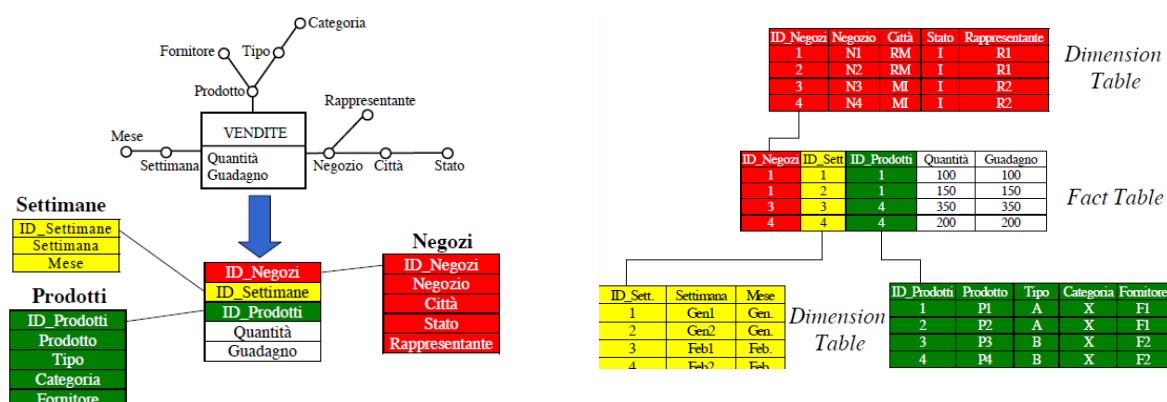 Categoria
Fornitore Tipo
Prodotto
Rappresentante
Mese
VENDITE
Settimana
Quantità
Guadagno
Negozio Città Stato
Settimane
ID_Settimane
Settimana
Mese
Prodotti
ID_Prodotti
Prodotto
Tipo
Categoria
Fornitore
ID_Negozi
ID_Settimane
ID_Prodotti
Quantità
Guadagno
Negozi
ID_Negozi
Negozio
Città
Stato
Rappresentante
ID_Negozi Negozio Città Stato Rappresentante
1 N1 RM I R1
2 N2 RM I R1
3 N3 MI I R2
4 N4 MI I R2
Dimension
Table
ID_Negozi ID_Sett ID_Prodotti Quantità Guadagno
1 1 1 100 100
1 2 1 150 150
3 3 4 350 350
4 4 4 200 200
Fact Table
ID_Sett. Settimana Mese
1 Gen1 Gen.
2 Gen2 Gen.
3 Feb1 Feb.
4 Feb2 Feb.
Dimension
Table
ID_Prodotti Prodotto Tipo Categoria Fornitore
1 P1 A X F1
2 P2 A X F1
3 P3 B X F2
4 P4 B X F2